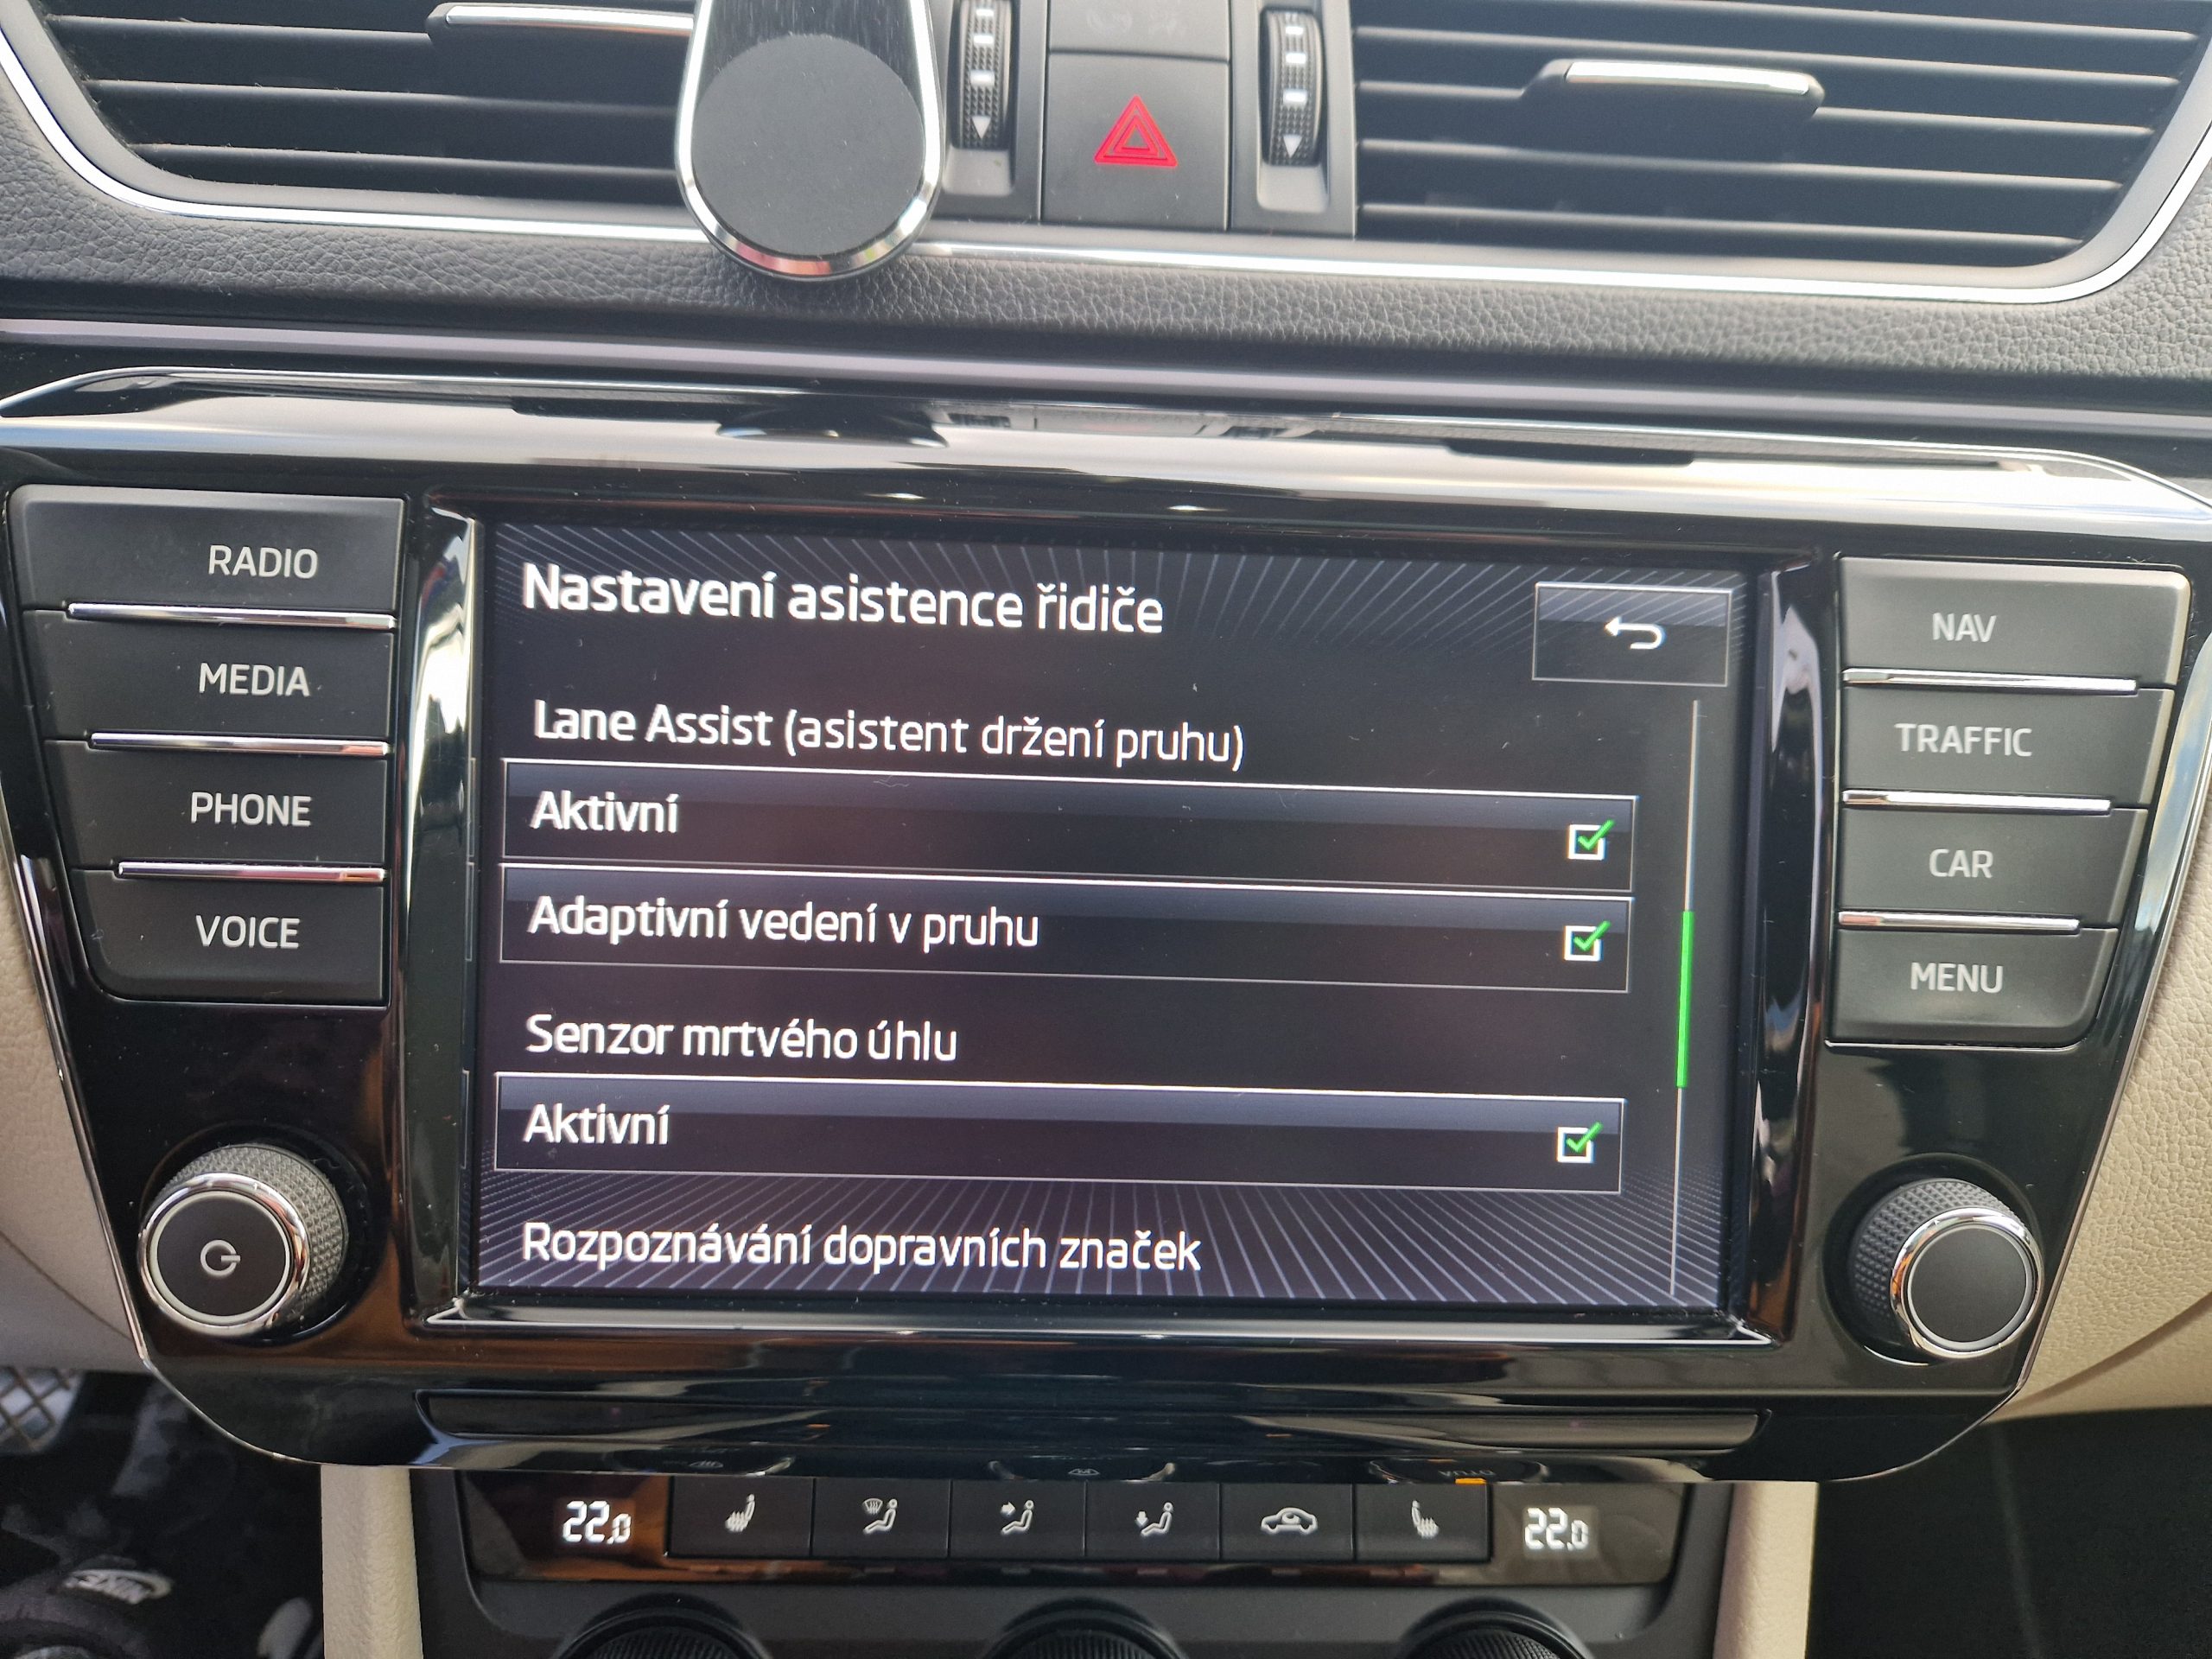 RADIO
MEDIA
PHONE
VOICE
Nastavení asistence řidiče
Lane Assist (asistent držení pruhu)
Aktivní
Adaptivní vedení v pruhu
Senzor mrtvého úhlu
Aktivní
Rozpoznávání dopravních značek
NAV
TRAFFIC
CAR
MENU
22.0
22.0